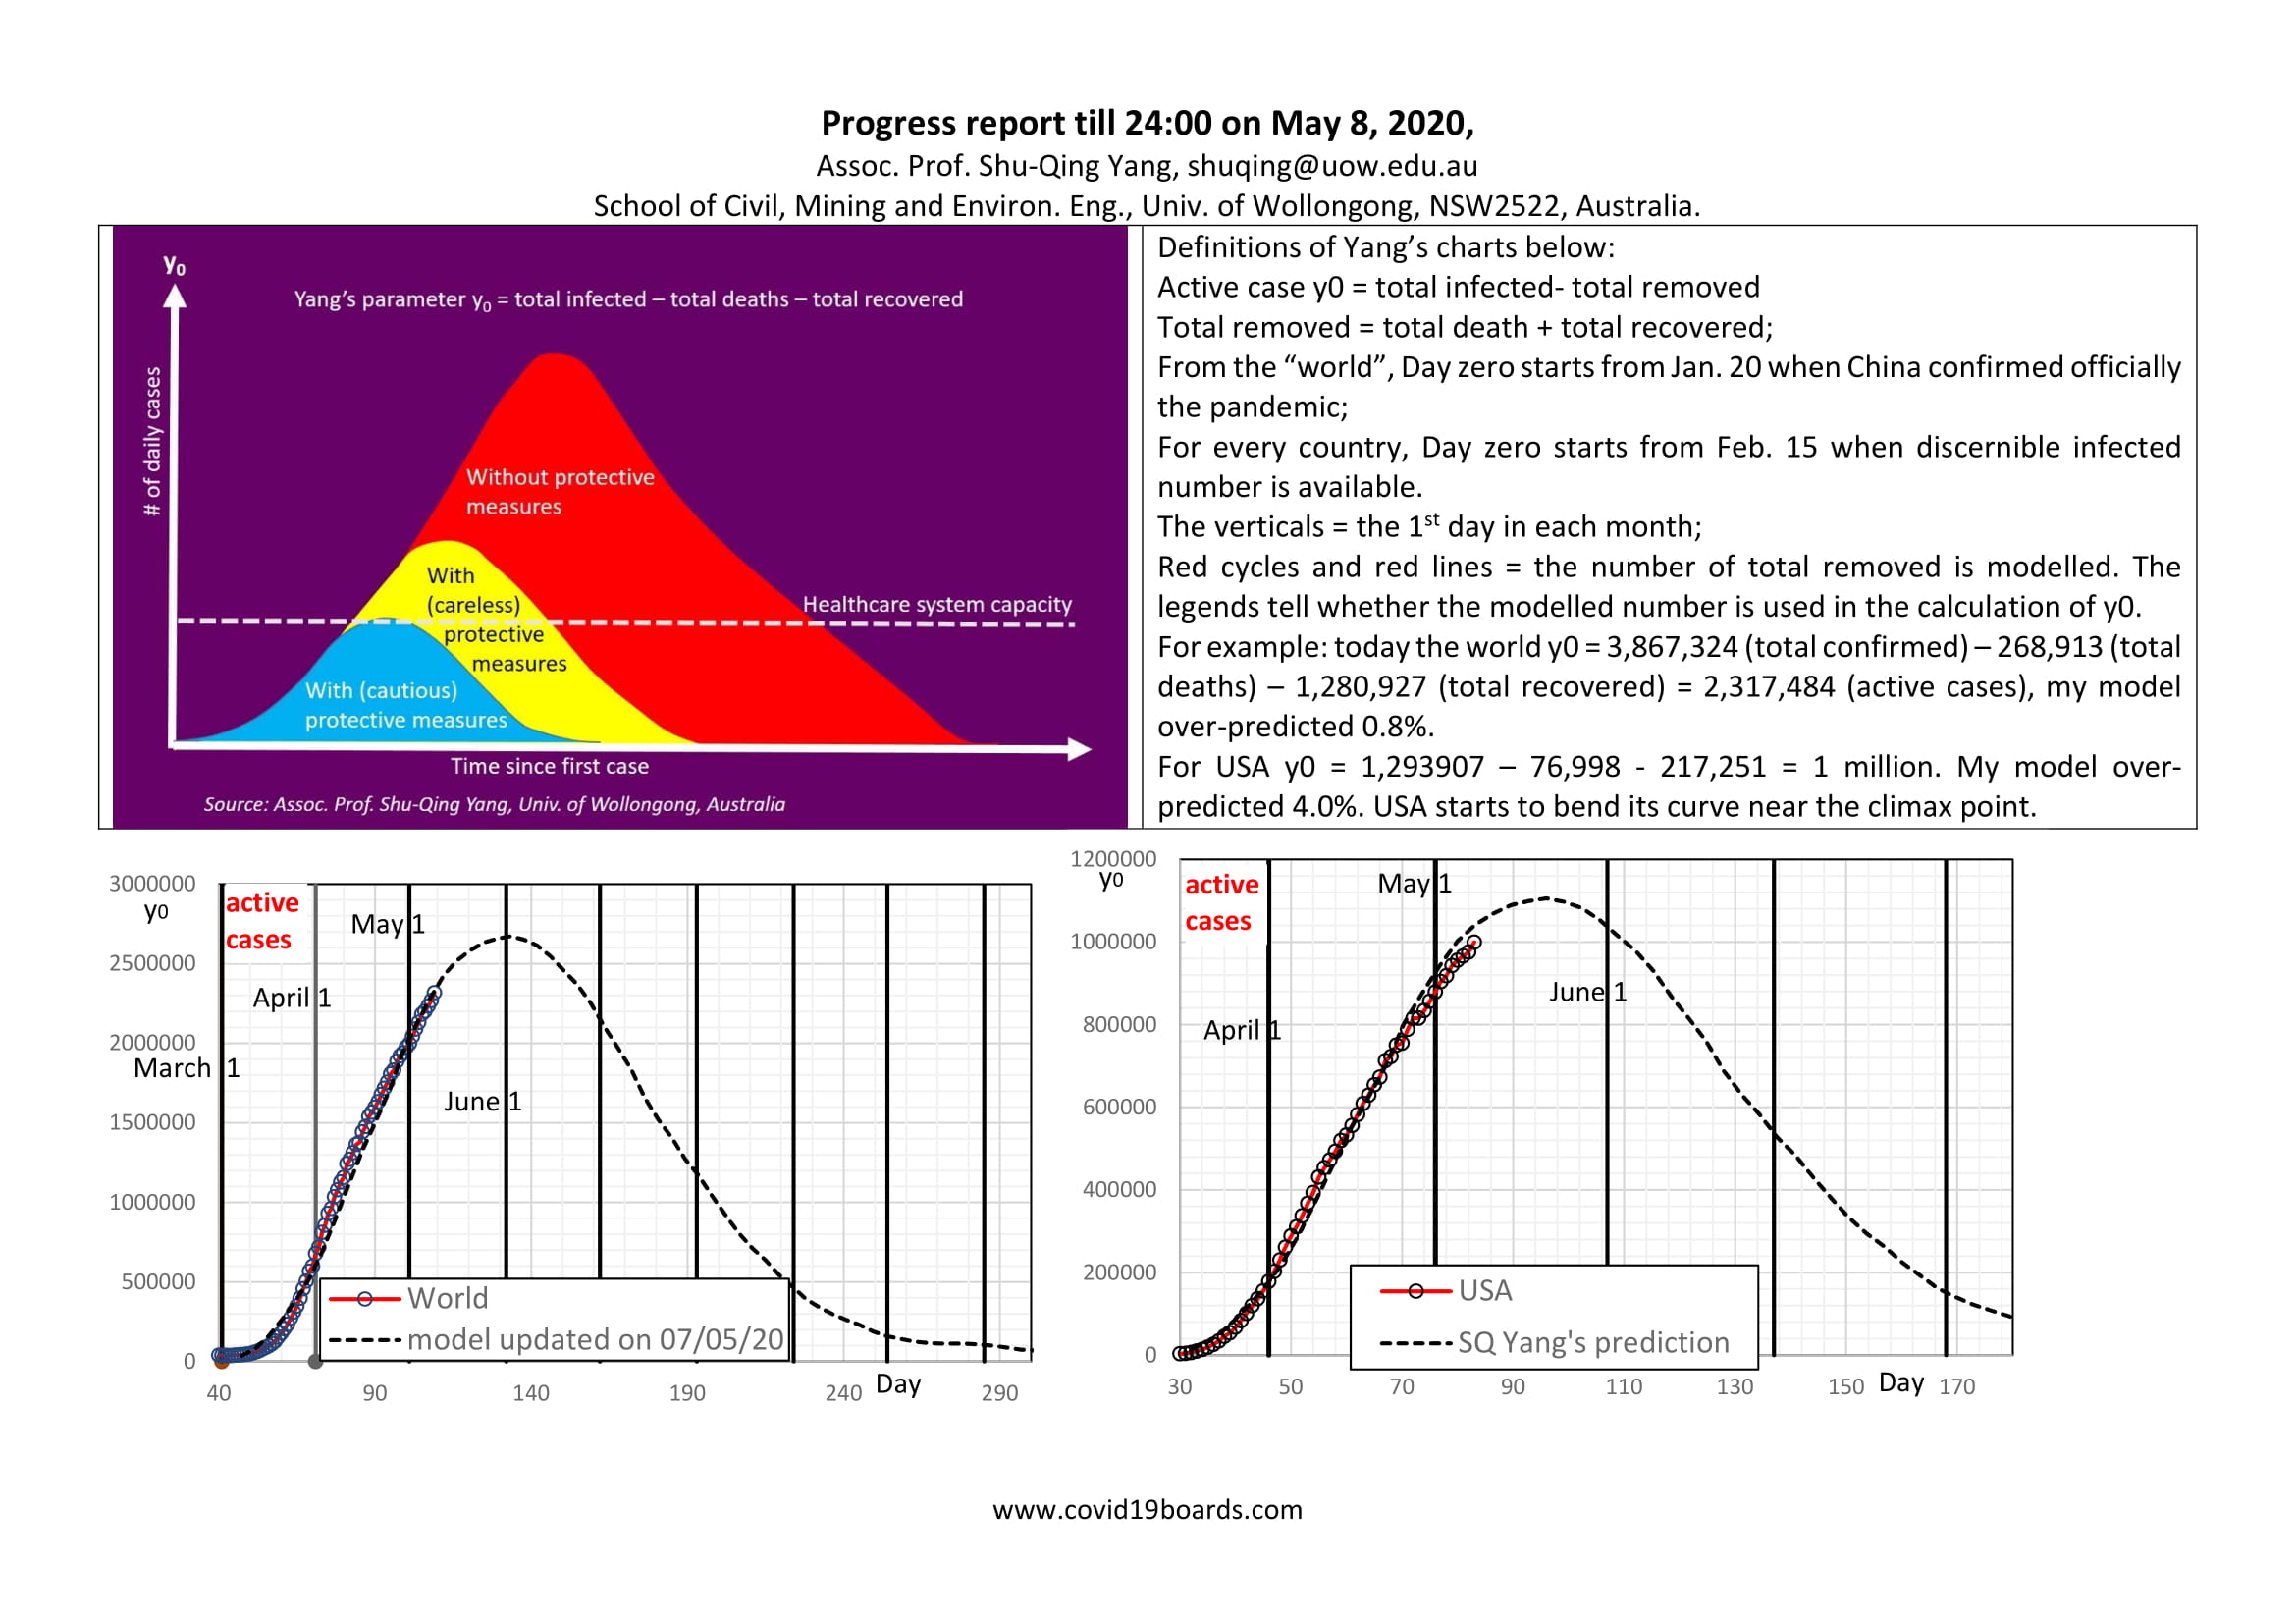 Progress report till 24:00 on May 8, 2020,
Assoc. Prof. Shu-Qing Yang, shuqing@uow.edu.au
School of Civil, Mining and Environ. Eng., Univ. of Wollongong, NSW2522, Australia.
y0
Yang's parameter y0 = total infected – total deaths – total recovered
# of daily cases
Without protective
measures
With
(careless)
protective
measures
Healthcare system capacity
With (cautious)
protective measures
Time since first case
Source: Assoc. Prof. Shu-Qing Yang, Univ. of Wollongong, Australia
Definitions of Yang's charts below:
Active case y0 = total infected- total removed
Total removed = total death + total recovered;
From the “world”, Day zero starts from Jan. 20 when China confirmed officially
the pandemic;
For every country, Day zero starts from Feb. 15 when discernible infected
number is available.
The verticals = the 1st day in each month;
Red cycles and red lines = the number of total removed is modelled. The
legends tell whether the modelled number is used in the calculation of y0.
For example: today the world y0 = 3,867,324 (total confirmed) – 268,913 (total
deaths) – 1,280,927 (total recovered) = 2,317,484 (active cases), my model
over-predicted 0.8%.
For USA y0 = 1,293907 – 76,998 - 217,251 = 1 million. My model over-
predicted 4.0%. USA starts to bend its curve near the climax point.
3000000
y0
active
cases
May 1
2500000
April 1
2000000
March 1
June 1
1500000
1000000
500000
0
World
model updated on 07/05/20
40 90 140 190 240 Day 290
1200000
y0
active
cases
May 1
1000000
June 1
April 1
800000
600000
400000
200000
0
USA
SQ Yang's prediction
30 50 70 90 110 130 150 Day 170
www.covid19boards.com